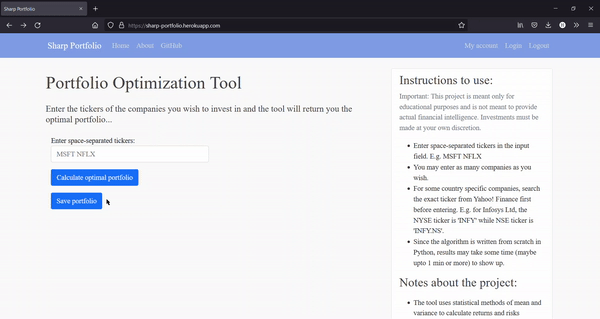 Sharp Portfolio
https://sharp-portfolio.herokuapp.com
Sharp Portfolio Home About GitHub My account Login Logout
Portfolio Optimization Tool
Enter the tickers of the companies you wish to invest in and the tool will return you the
optimal portfolio...
Enter space-separated tickers:
MSFT NFLX
Calculate optimal portfolio
Save portfolio
Instructions to use:
Important: This project is meant only for
educational purposes and is not meant to provide
actual financial intelligence. Investments must be
made at your own discretion.
Enter space-separated tickers in the input
field. E.g. MSFT NFLX
You may enter as many companies as you
wish.
For some country specific companies, search
the exact ticker from Yahoo! Finance first
before entering. E.g. for Infosys Ltd, the
NYSE ticker is 'INFY' while NSE ticker is
'INFY.NS'.
Since the algorithm is written from scratch in
Python, results may take some time (maybe
upto 1 min or more) to show up.
Notes about the project:
The tool uses statistical methods of mean and
variance to calculate returns and risks